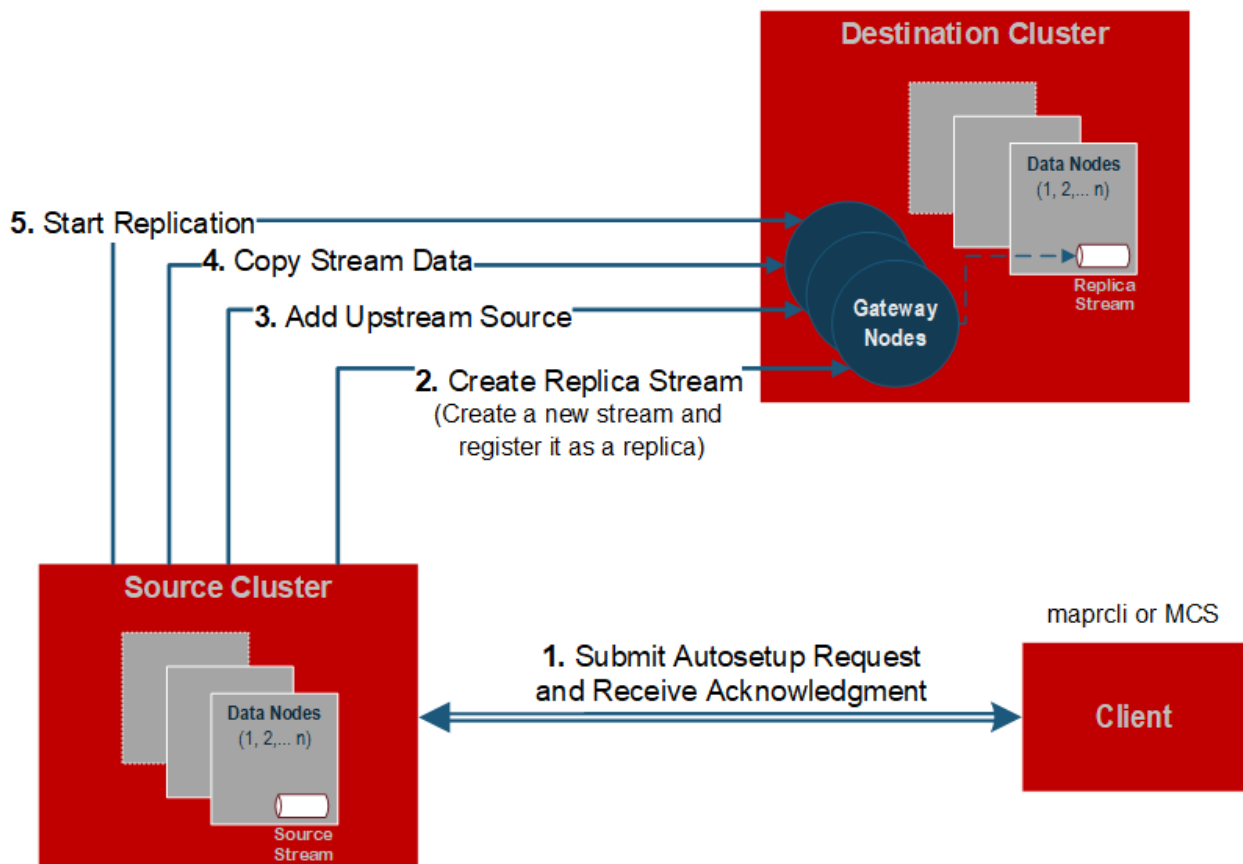 Destination Cluster
Data Nodes
(1, 2,... n)
Replica
Stream
5. Start Replication
4. Copy Stream Data
3. Add Upstream Source
Gateway
Nodes
2. Create Replica Stream
(Create a new stream and
register it as a replica)
Source Cluster
Data Nodes
(1, 2,... n)
Source
Stream
1. Submit Autosetup Request
and Receive Acknowledgment
maprcli or MCS
Client